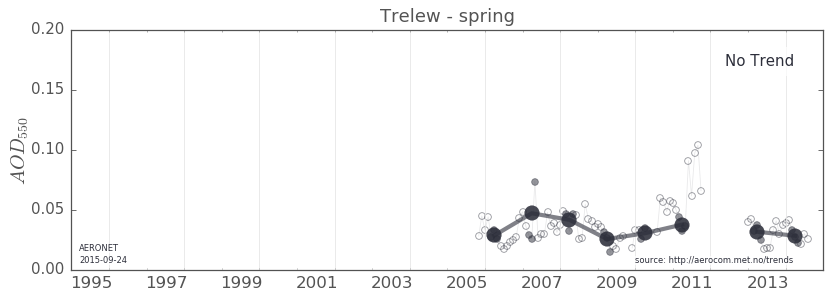 Trelew - spring
0.20
No Trend
0.15
AOD550
0.10
0.05
AERONET
2015-09-24
source: http://aerocom.met.no/trends
0.00
1995 1997 1999 2001 2003 2005 2007 2009 2011 2013